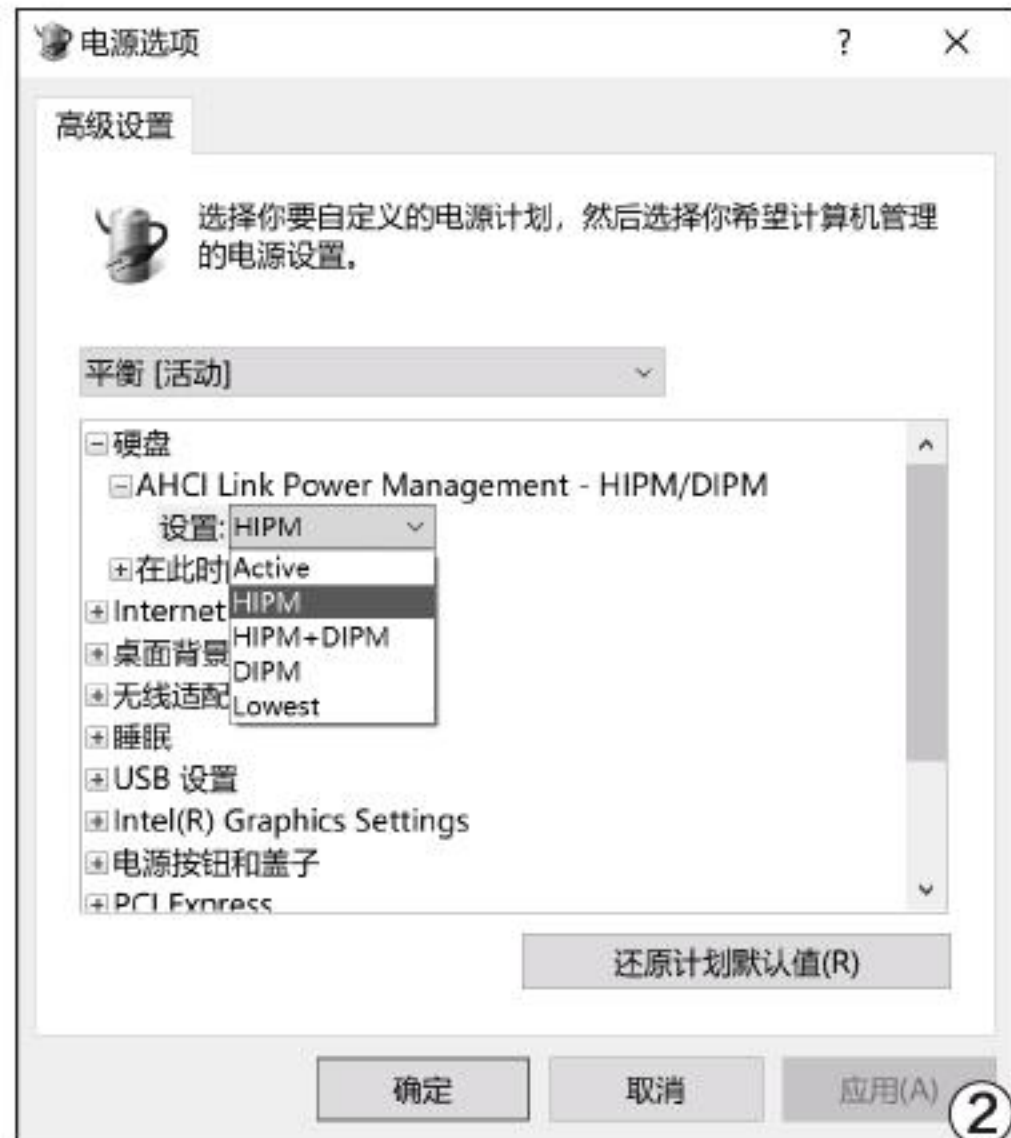 电源选项
?
×
高级设置
选择你要自定义的电源计划，然后选择你希望计算机管理
的电源设置。
平衡 [活动]
硬盘
AHCI Link Power Management - HIPM/DIPM
设置: HIPM
Active
在此时
HIPM
Internet
HIPM+DIPM
桌面背景
DIPM
无线适配
Lowest
睡眠
USB 设置
Intel(R) Graphics Settings
电源按钮和盖子
PCI Express
还原计划默认值(R)
确定
取消
应用(A)
②